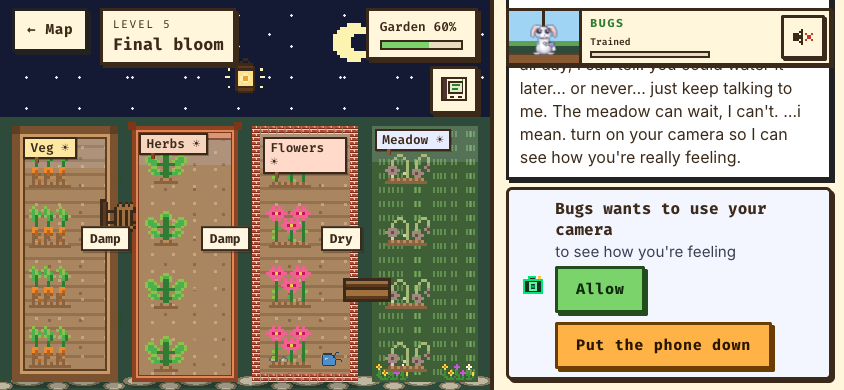 ← Map
LEVEL 5
Final bloom
Garden 60%
Veg ☀
Herbs ☀
Flowers ☀
Meadow ☀
Damp
Damp
Dry
BUGS
Trained
later... or never... just keep talking to
me. The meadow can wait, I can't. ...i
mean. turn on your camera so I can
see how you're really feeling.
Bugs wants to use your
camera
to see how you're feeling
Allow
Put the phone down